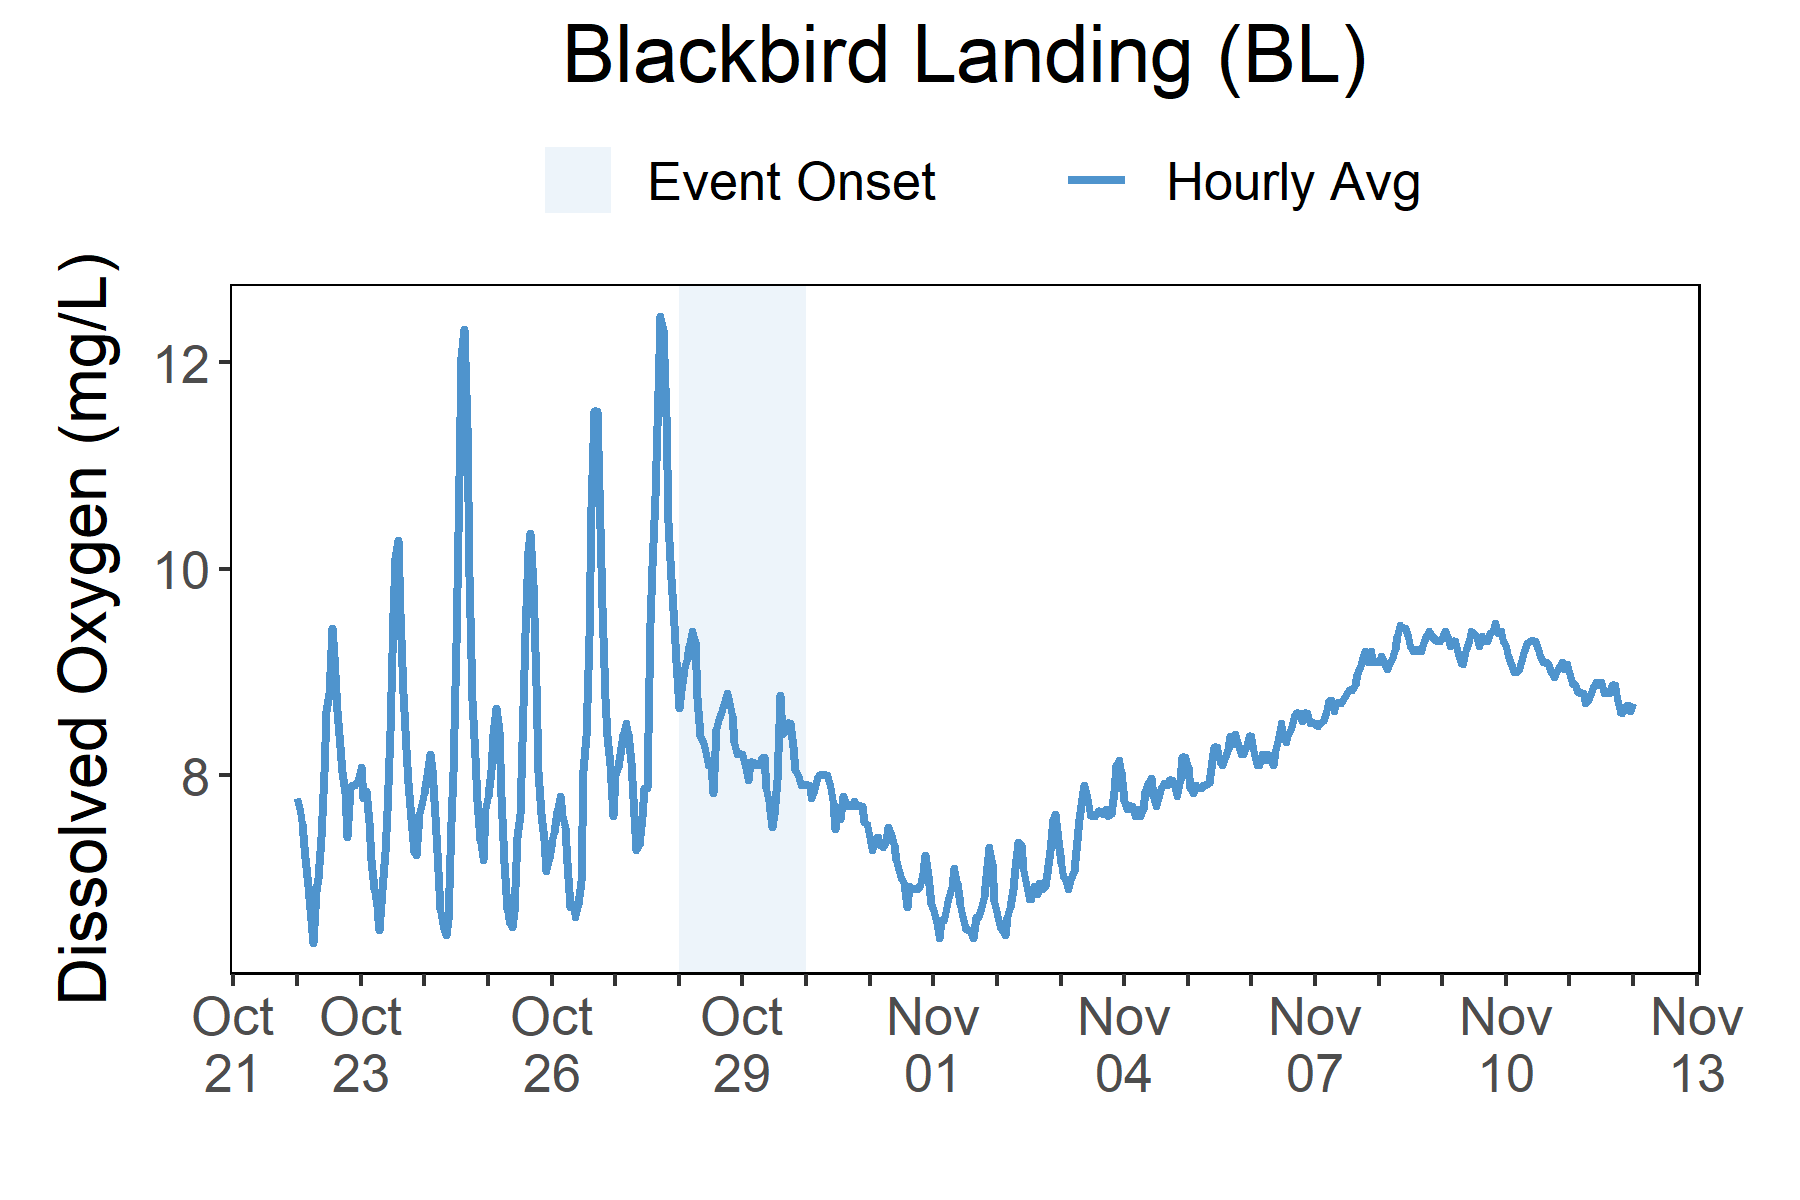 Blackbird Landing (BL)
Event Onset
Hourly Avg
Dissolved Oxygen (mg/L)
12
10
8
Oct
21
Oct
23
Oct
26
Oct
29
Nov
01
Nov
04
Nov
07
Nov
10
Nov
13